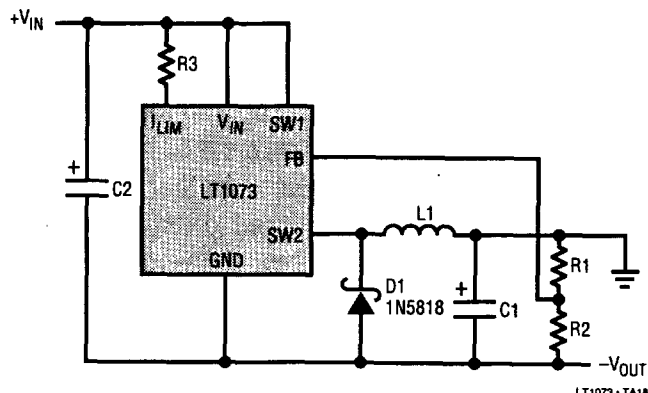 +VIN
R3
ILIM VIN SW1
FB
LT1073
+ C2
L1
SW2
GND
D1
1N5818
+
C1
R1
R2
–VOUT